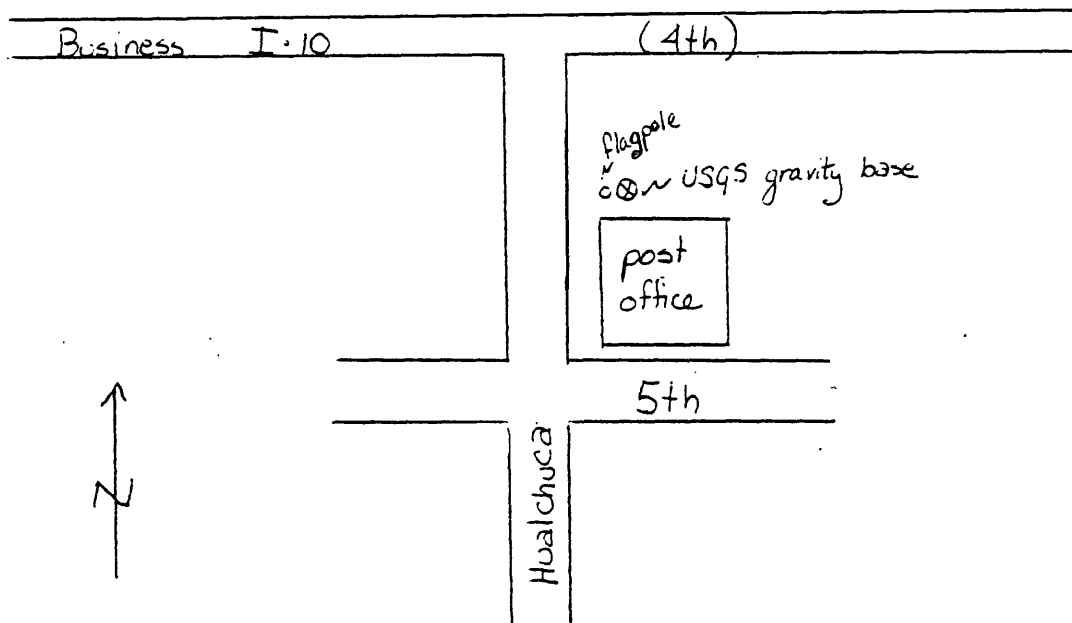 Business I·10 (4th)
flagpole
USGS gravity base
post
office
5th
Hualchuca
N